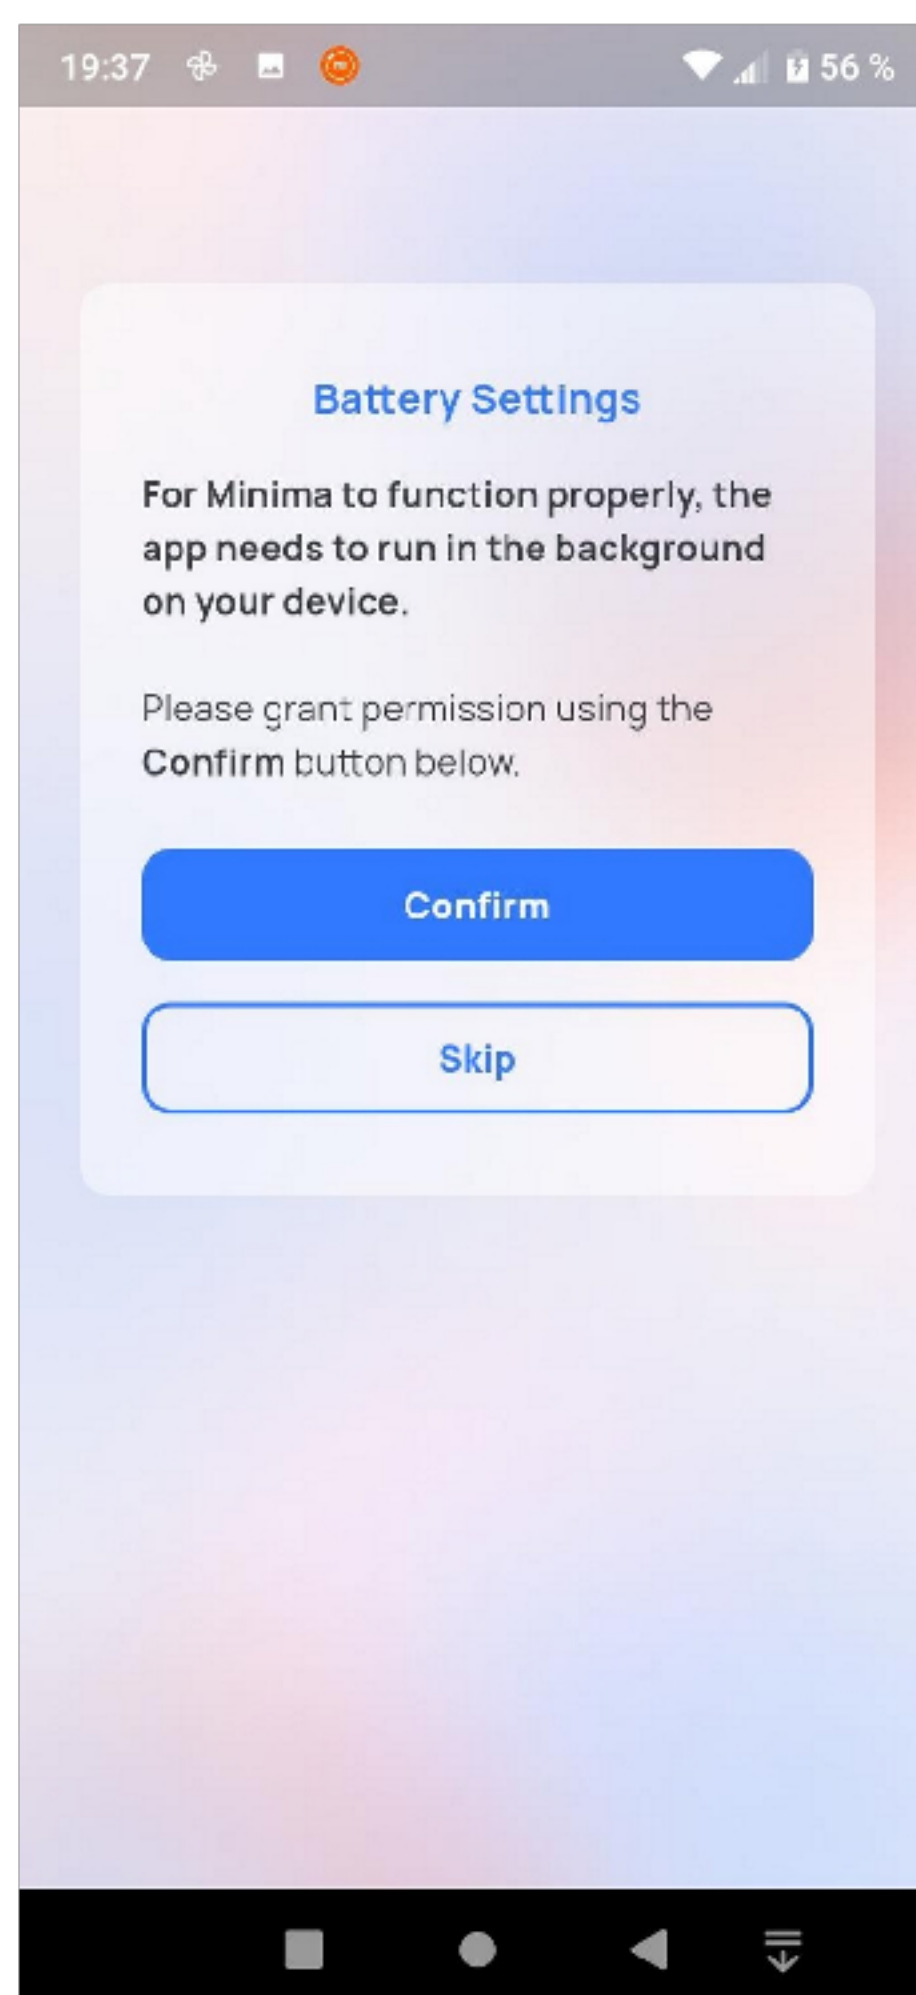 19:37 56 %
Battery Settings
For Minima to function properly, the
app needs to run in the background
on your device.
Please grant permission using the
Confirm button below.
Confirm
Skip